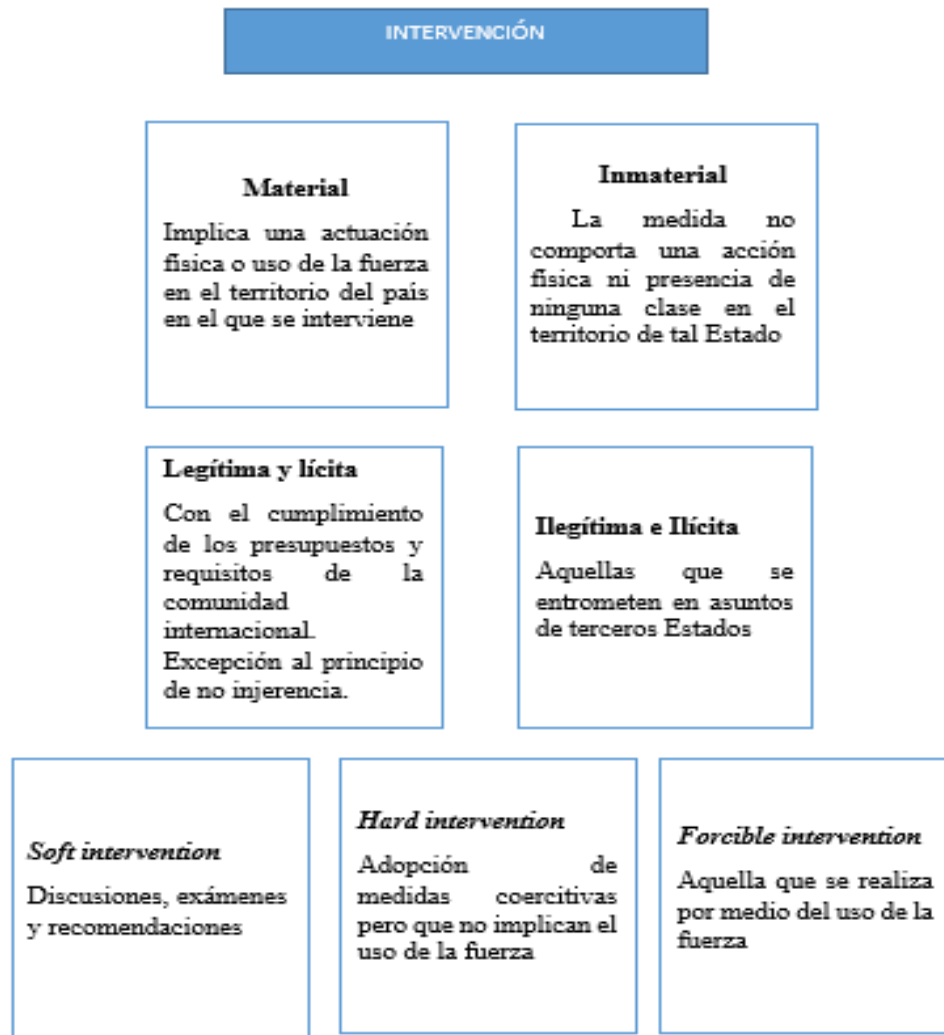 INTERVENCIÓN
Material
Implica una actuación
física o uso de la fuerza
en el territorio del país
en el que se interviene
Inmaterial
La medida no
comporta una acción
física ni presencia de
ninguna clase en el
territorio de tal Estado
Legítima y lícita
Con el cumplimiento
de los presupuestos y
requisitos de la
comunidad
internacional.
Excepción al principio
de no injerencia.
Ilegítima e Ilícita
Aquellas que se
entrometen en asuntos
de terceros Estados
Soft intervention
Discusiones, exámenes
y recomendaciones
Hard intervention
Adopción de
medidas coercitivas
pero que no implican el
uso de la fuerza
Forcible intervention
Aquella que se realiza
por medio del uso de la
fuerza